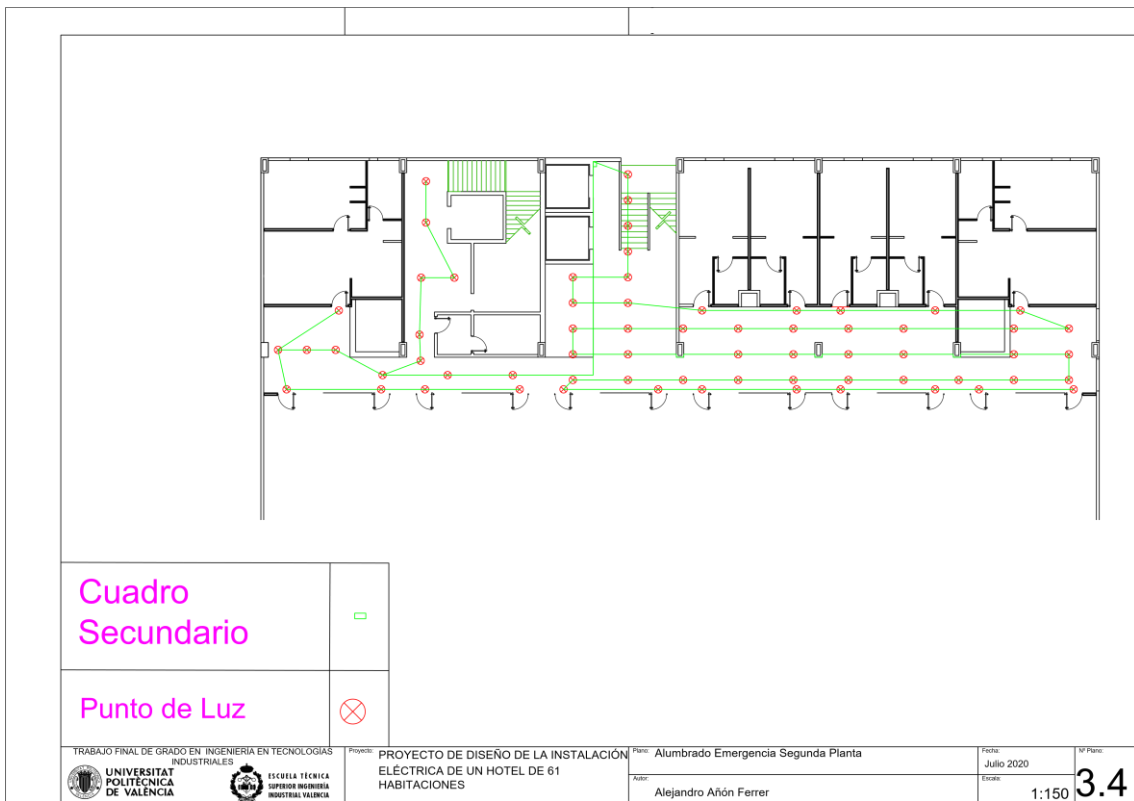 Cuadro
Secundario
Punto de Luz
TRABAJO FINAL DE GRADO EN INGENIERÍA EN TECNOLOGÍAS
INDUSTRIALES
UNIVERSITAT
POLITÈCNICA
DE VALÈNCIA
ESCUELA TÉCNICA
SUPERIOR INGENIERÍA
INDUSTRIAL VALENCIA
Proyecto:
PROYECTO DE DISEÑO DE LA INSTALACIÓN
ELÉCTRICA DE UN HOTEL DE 61
HABITACIONES
Plano: Alumbrado Emergencia Segunda Planta
Autor:
Alejandro Añón Ferrer
Fecha:
Julio 2020
Escala:
1:150
Nº Plano:
3.4